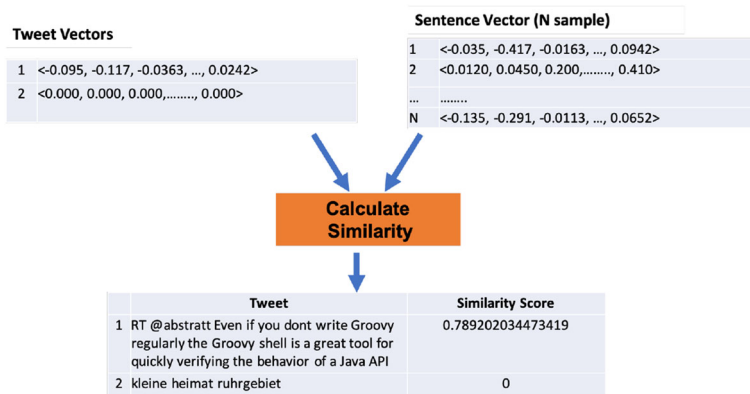 Tweet Vectors
1 <-0.095, -0.117, -0.0363, ..., 0.0242>
2 <0.000, 0.000, 0.000,........, 0.000>
Sentence Vector (N sample)
1 <-0.035, -0.417, -0.0163, ..., 0.0942>
2 <0.0120, 0.0450, 0.200,........, 0.410>
... ........
N <-0.135, -0.291, -0.0113, ..., 0.0652>
Calculate
Similarity
Tweet Similarity Score
1 RT @abstratt Even if you dont write Groovy 0.789202034473419
regularly the Groovy shell is a great tool for
quickly verifying the behavior of a Java API
2 kleine heimat ruhrgebiet 0